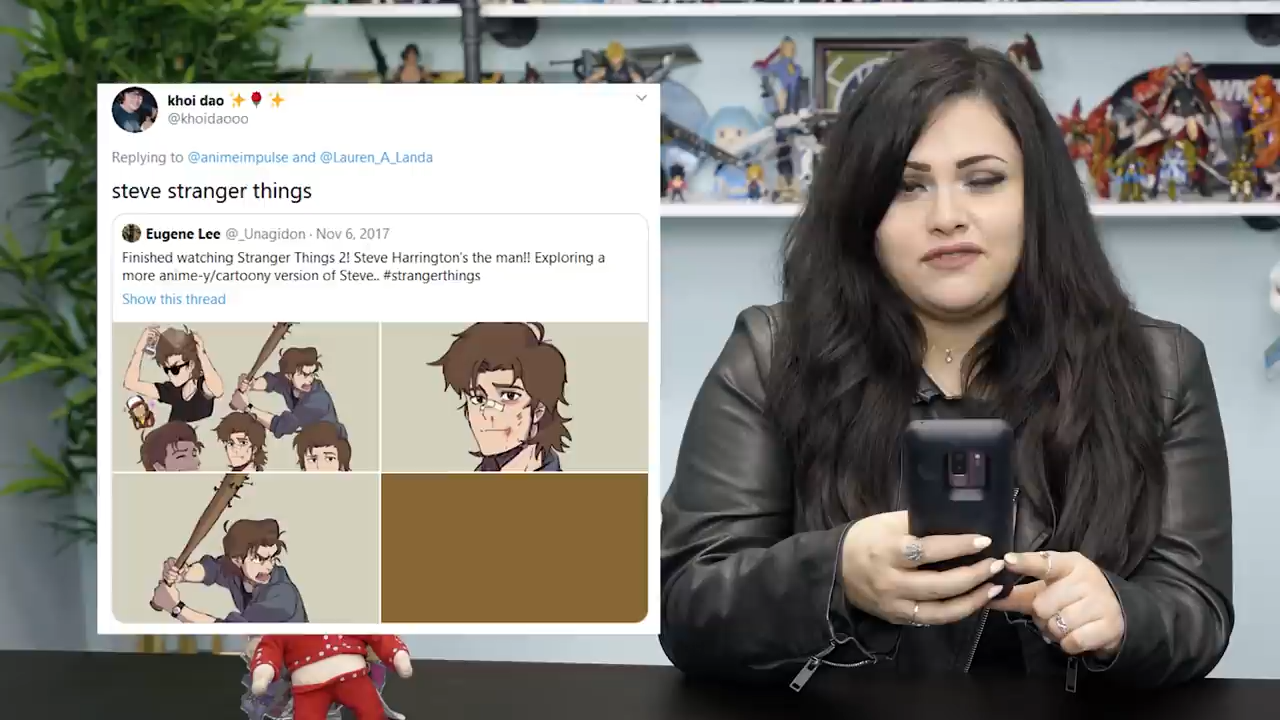 khoi dao ✨🌹✨
@khoidaooo
Replying to @animeimpulse and @Lauren_A_Landa
steve stranger things
Eugene Lee @_Unagidon · Nov 6, 2017
Finished watching Stranger Things 2! Steve Harrington's the man!! Exploring a
more anime-y/cartoony version of Steve.. #strangerthings
Show this thread